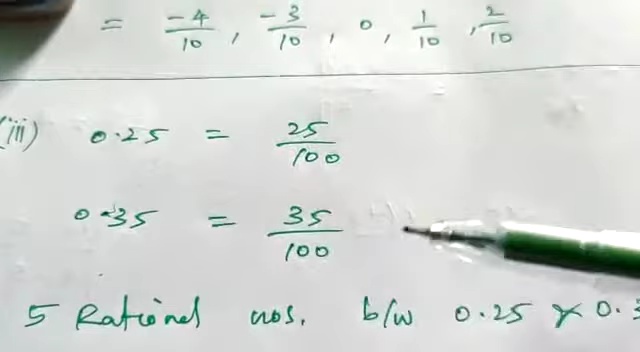 = -4/10, -3/10, 0, 1/10, 2/10
(iii) 0.25 = 25/100
0.35 = 35/100
5 Rational nos. b/w 0.25 & 0.3